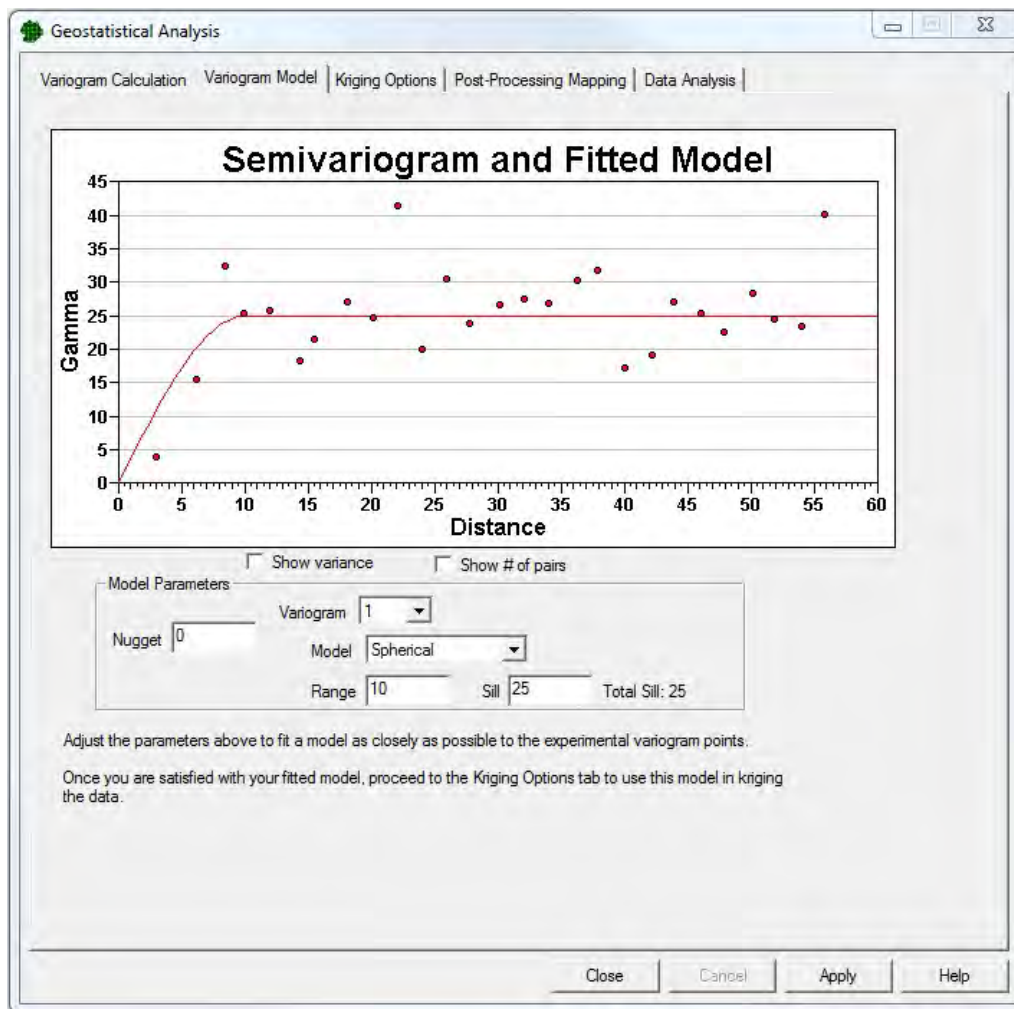 Geostatistical Analysis
Variogram Calculation Variogram Model Kriging Options Post-Processing Mapping Data Analysis
Semivariogram and Fitted Model
45
40
35
30
25
20
15
10
5
0
Gamma
0 5 10 15 20 25 30 35 40 45 50 55 60
Distance
Show variance Show # of pairs
Model Parameters
Variogram 1
Nugget 0
Model Spherical
Range 10 Sill 25 Total Sill: 25
Adjust the parameters above to fit a model as closely as possible to the experimental variogram points.
Once you are satisfied with your fitted model, proceed to the Kriging Options tab to use this model in kriging
the data.
Close Cancel Apply Help